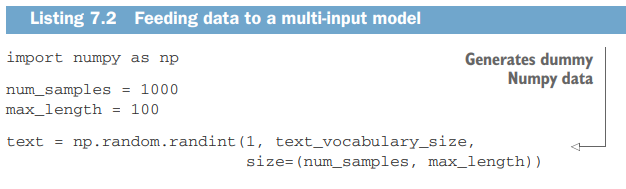 Listing 7.2 Feeding data to a multi-input model
import numpy as np
Generates dummy
Numpy data
num_samples = 1000
max_length = 100
text = np.random.randint(1, text_vocabulary_size,
size=(num_samples, max_length))